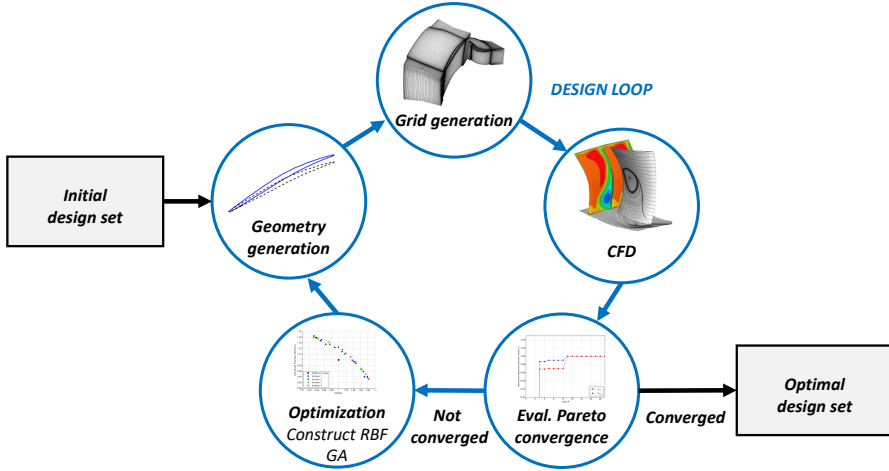 Grid generation
DESIGN LOOP
Initial
design set
Geometry
generation
CFD
Optimization
Construct RBF
GA
Not
converged
Eval. Pareto
convergence
Converged
Optimal
design set